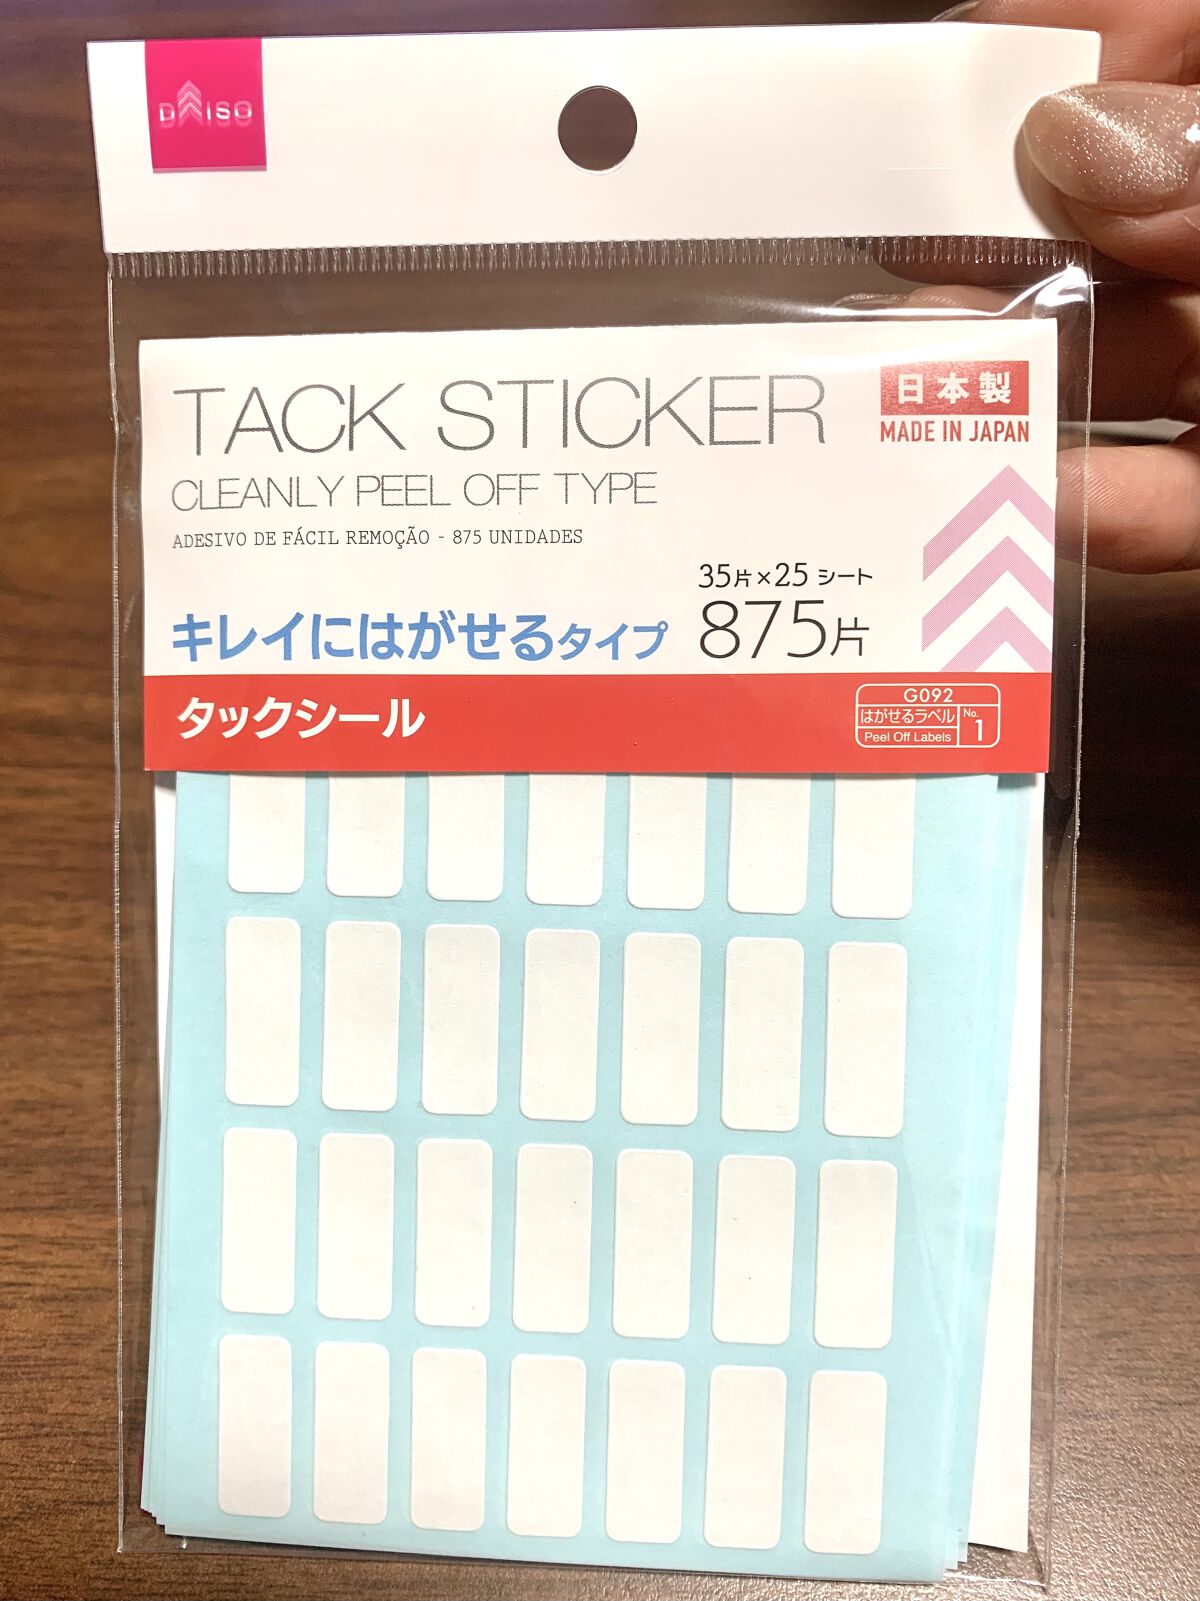 DAISO
TACK STICKER
日本製
MADE IN JAPAN
CLEANLY PEEL OFF TYPE
ADESIVO DE FÁCIL REMOÇÃO - 875 UNIDADES
35片×25シート
キレイにはがせるタイプ
875片
タックシール
G092
はがせるラベル
Peel Off Labels
No.
1